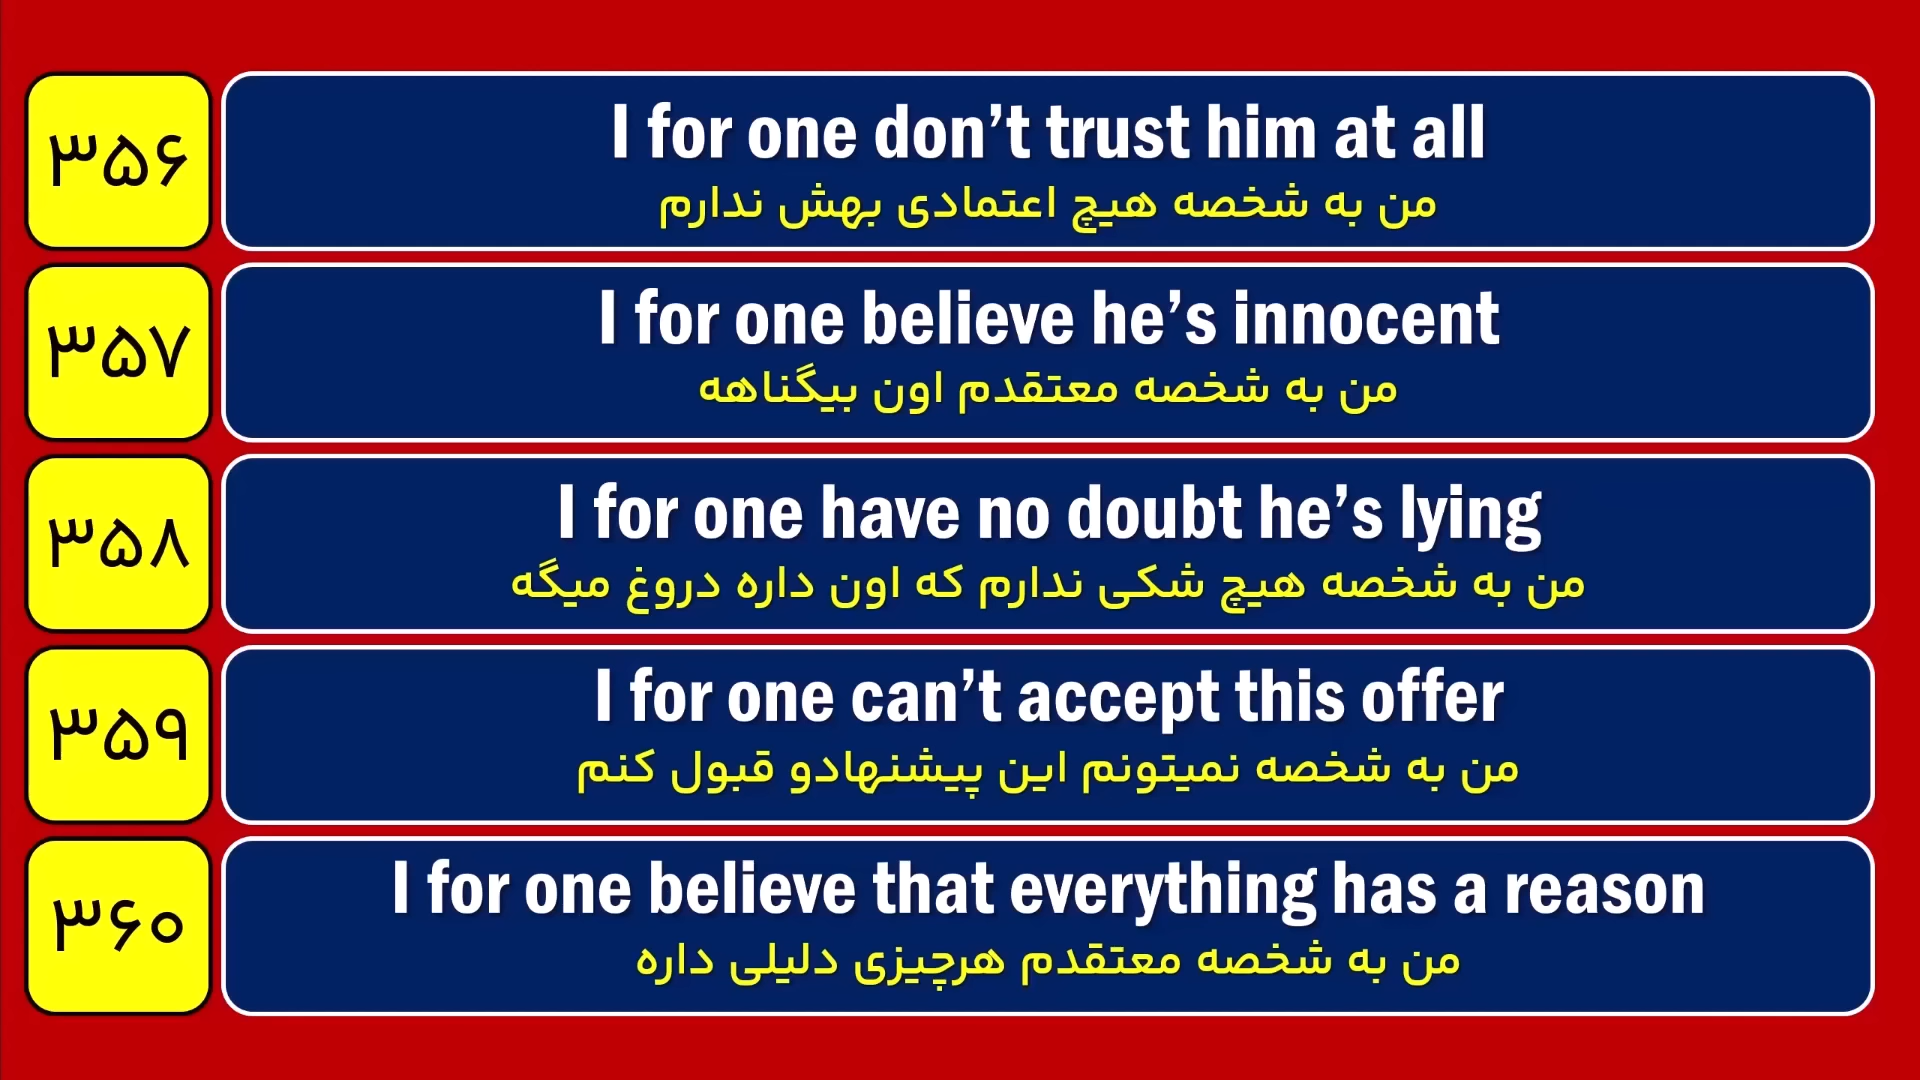 ۳۵۶
I for one don’t trust him at all
من به شخصه هیچ اعتمادی بهش ندارم
۳۵۷
I for one believe he’s innocent
من به شخصه معتقدم اون بیگناهه
۳۵۸
I for one have no doubt he’s lying
من به شخصه هیچ شکی ندارم که اون داره دروغ میگه
۳۵۹
I for one can’t accept this offer
من به شخصه نمیتونم این پیشنهادو قبول کنم
۳۶۰
I for one believe that everything has a reason
من به شخصه معتقدم هرچیزی دلیلی داره